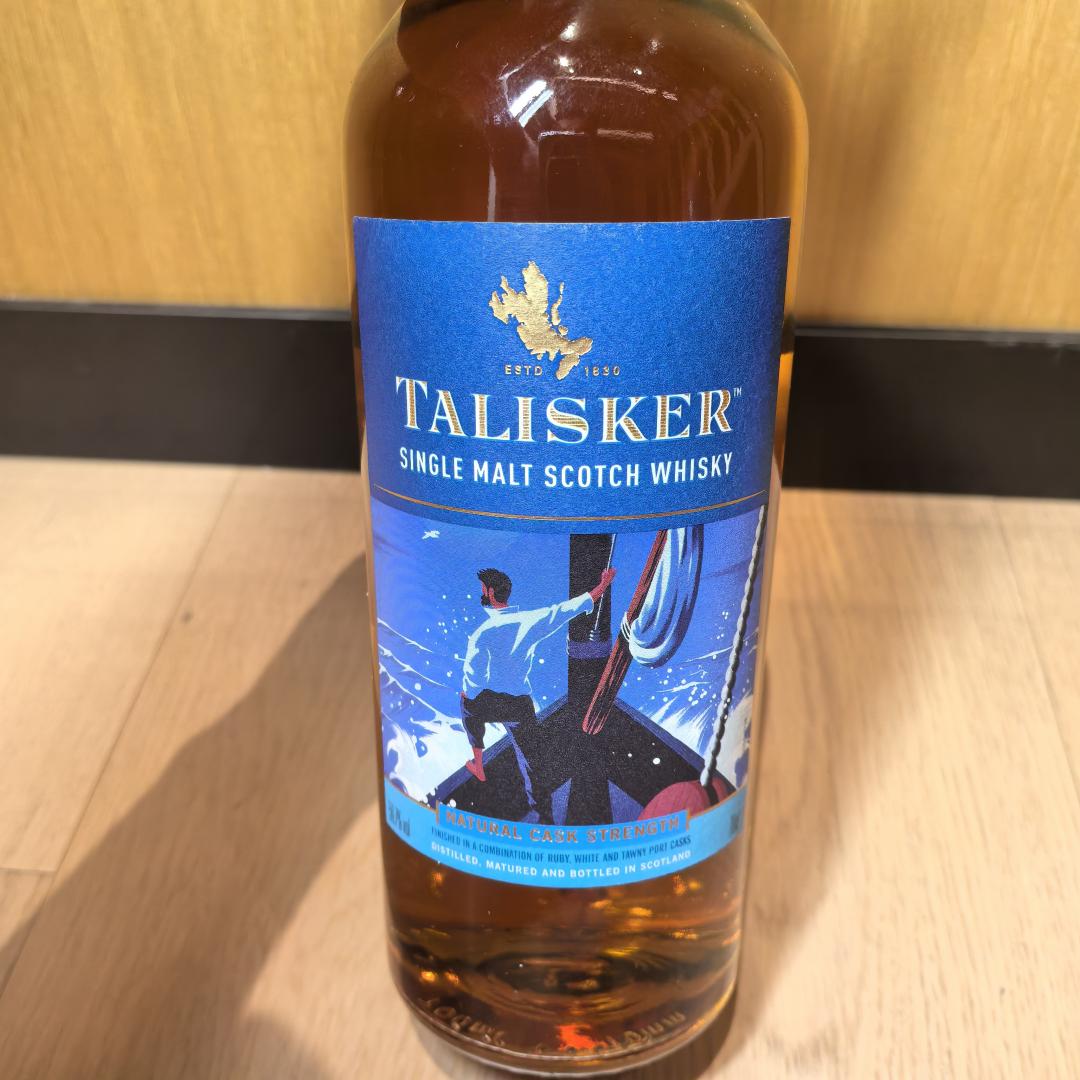 ESTD 1830
TALISKER™
SINGLE MALT SCOTCH WHISKY
NATURAL CASK STRENGTH
FINISHED IN A COMBINATION OF RUBY, WHITE AND TAWNY PORT CASKS
DISTILLED, MATURED AND BOTTLED IN SCOTLAND